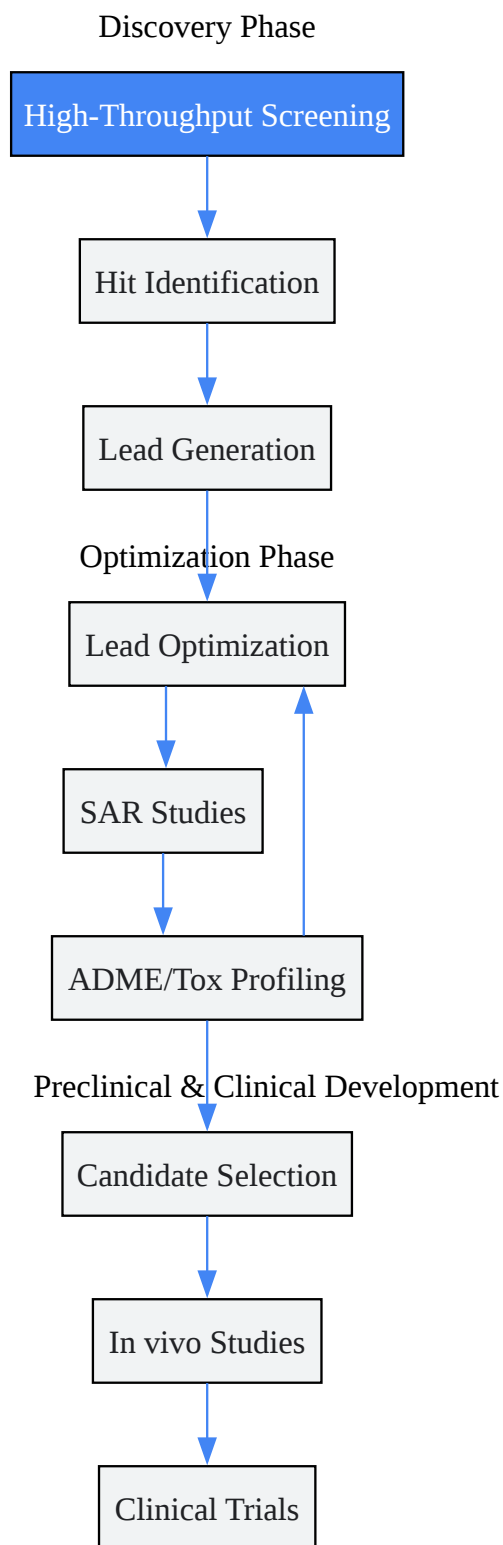 Discovery Phase
High-Throughput Screening
Hit Identification
Lead Generation
Optimization Phase
Lead Optimization
SAR Studies
ADME/Tox Profiling
Preclinical & Clinical Development
Candidate Selection
In vivo Studies
Clinical Trials